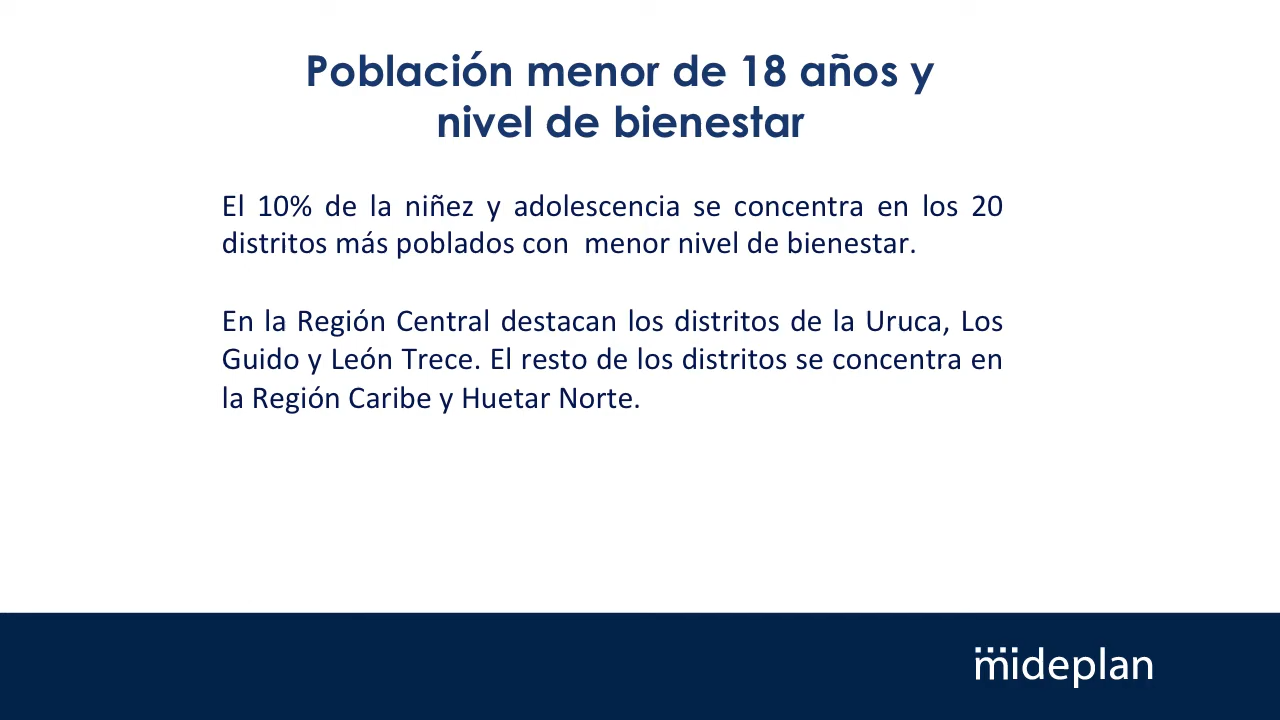 Población menor de 18 años y
nivel de bienestar
El 10% de la niñez y adolescencia se concentra en los 20
distritos más poblados con  menor nivel de bienestar.
En la Región Central destacan los distritos de la Uruca, Los
Guido y León Trece. El resto de los distritos se concentra en
la Región Caribe y Huetar Norte.
mideplan